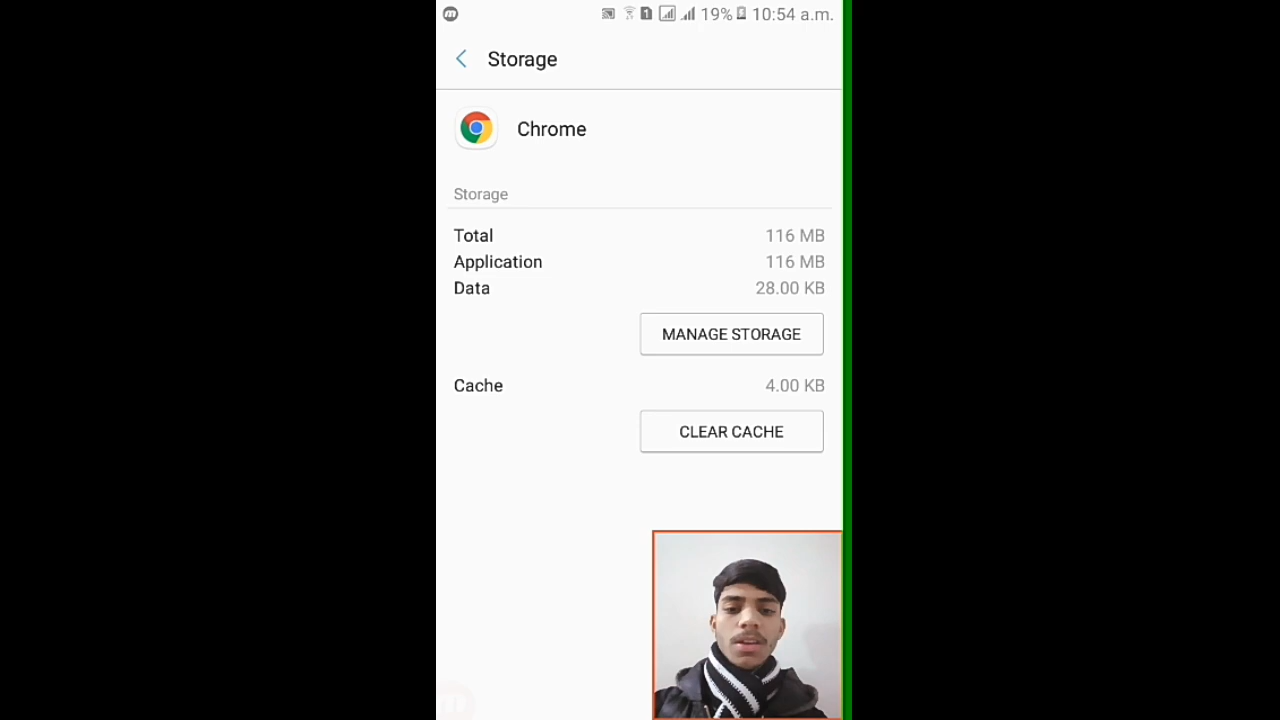 19% 10:54 a.m.
Storage
Chrome
Storage
Total 116 MB
Application 116 MB
Data 28.00 KB
MANAGE STORAGE
Cache 4.00 KB
CLEAR CACHE